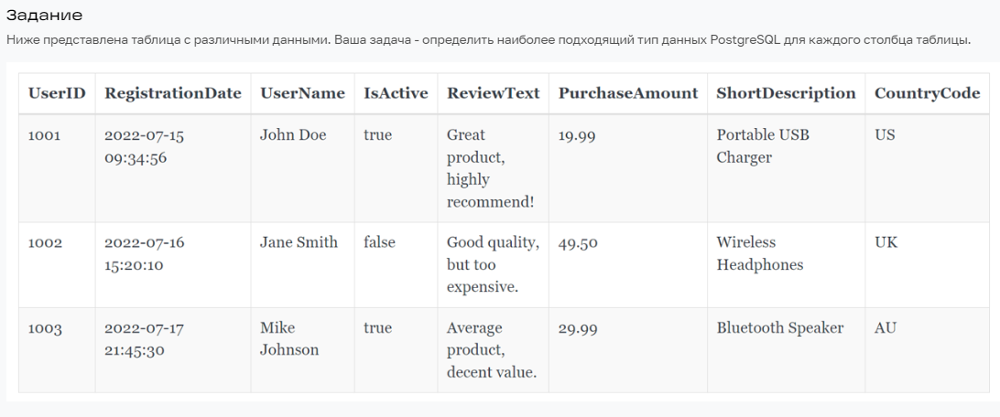 Задание
Ниже представлена таблица с различными данными. Ваша задача - определить наиболее подходящий тип данных PostgreSQL для каждого столбца таблицы.
UserID RegistrationDate UserName IsActive ReviewText PurchaseAmount ShortDescription CountryCode
1001 2022-07-15 John Doe true Great 19.99 Portable USB US
09:34:56 product, Charger
highly
recommend!
1002 2022-07-16 Jane Smith false Good quality, 49.50 Wireless UK
15:20:10 but too Headphones
expensive.
1003 2022-07-17 Mike true Average 29.99 Bluetooth Speaker AU
21:45:30 Johnson product,
decent value.